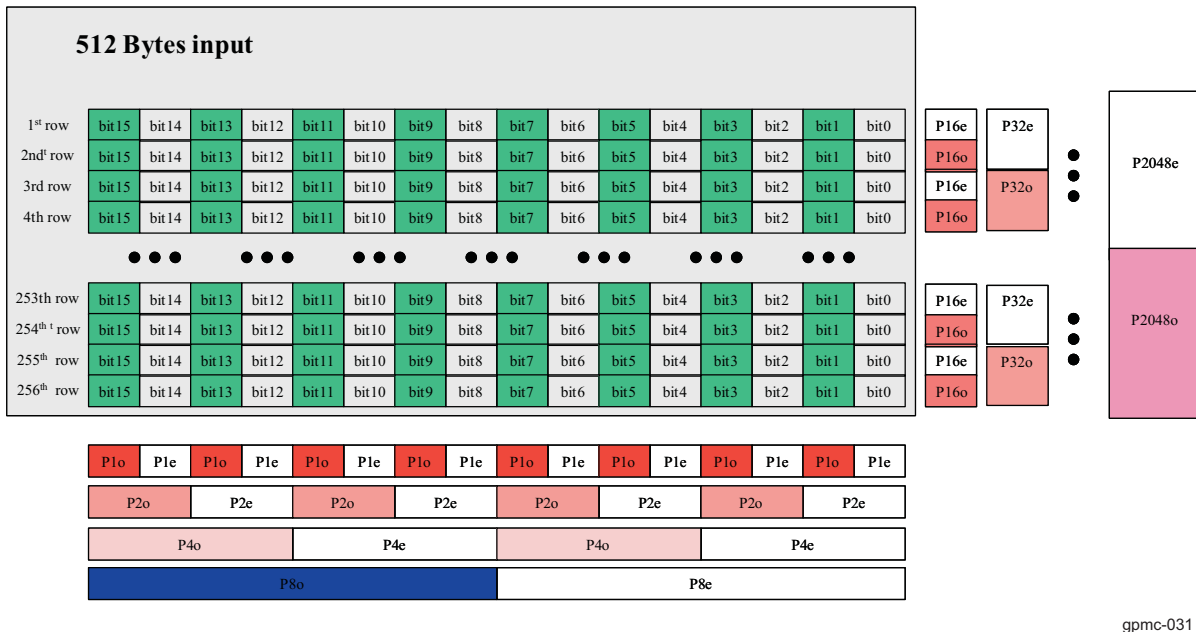 512 Bytes input
1st row bit15 bit14 bit13 bit12 bit11 bit10 bit9 bit8 bit7 bit6 bit5 bit4 bit3 bit2 bit1 bit0 P16e P32e
2ndt row bit15 bit14 bit13 bit12 bit11 bit10 bit9 bit8 bit7 bit6 bit5 bit4 bit3 bit2 bit1 bit0 P16o P2048e
3rd row bit15 bit14 bit13 bit12 bit11 bit10 bit9 bit8 bit7 bit6 bit5 bit4 bit3 bit2 bit1 bit0 P16e P32o
4th row bit15 bit14 bit13 bit12 bit11 bit10 bit9 bit8 bit7 bit6 bit5 bit4 bit3 bit2 bit1 bit0 P16o
253th row bit15 bit14 bit13 bit12 bit11 bit10 bit9 bit8 bit7 bit6 bit5 bit4 bit3 bit2 bit1 bit0 P16e P32e
254th t row bit15 bit14 bit13 bit12 bit11 bit10 bit9 bit8 bit7 bit6 bit5 bit4 bit3 bit2 bit1 bit0 P16o P2048o
255th row bit15 bit14 bit13 bit12 bit11 bit10 bit9 bit8 bit7 bit6 bit5 bit4 bit3 bit2 bit1 bit0 P16e P32o
256th row bit15 bit14 bit13 bit12 bit11 bit10 bit9 bit8 bit7 bit6 bit5 bit4 bit3 bit2 bit1 bit0 P16o
P1o P1e P1o P1e P1o P1e P1o P1e P1o P1e P1o P1e P1o P1e P1o P1e
P2o P2e P2o P2e P2o P2e P2o P2e
P4o P4e P4o P4e
P8o P8e
gpmc-031